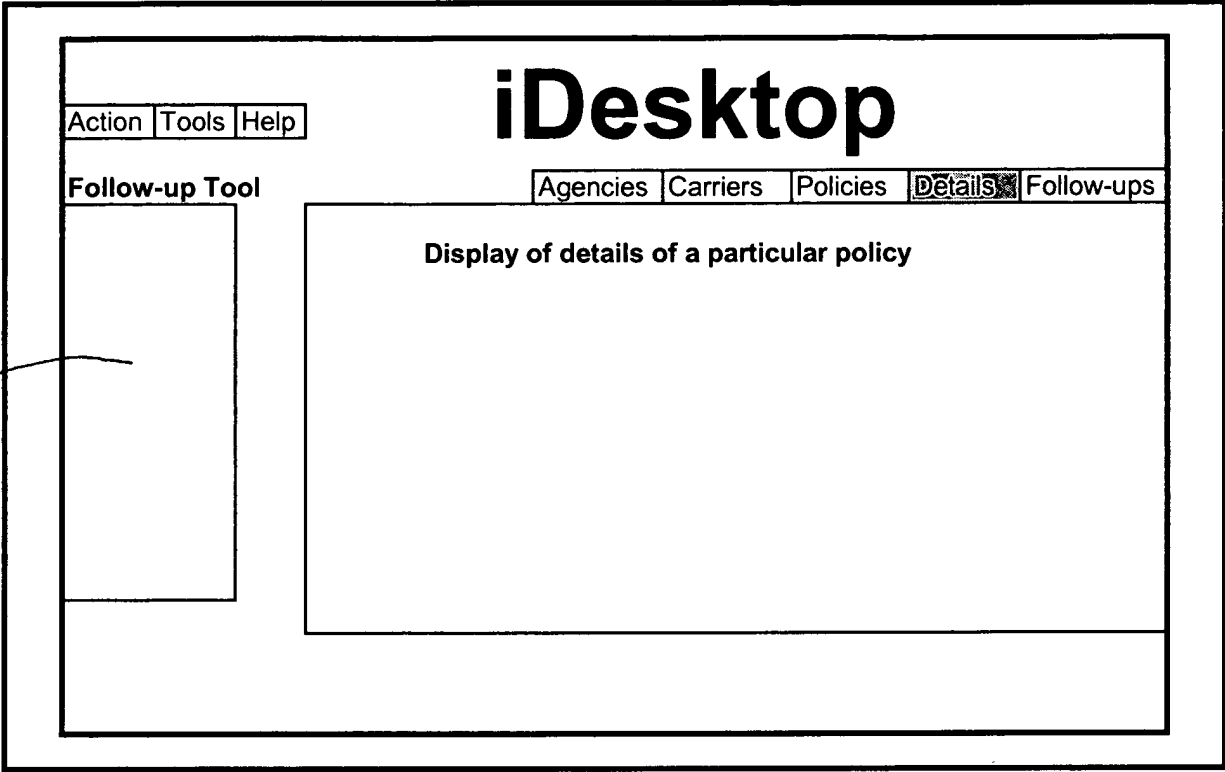 iDesktop
Action Tools Help
Follow-up Tool
Agencies Carriers Policies Details Follow-ups
Display of details of a particular policy